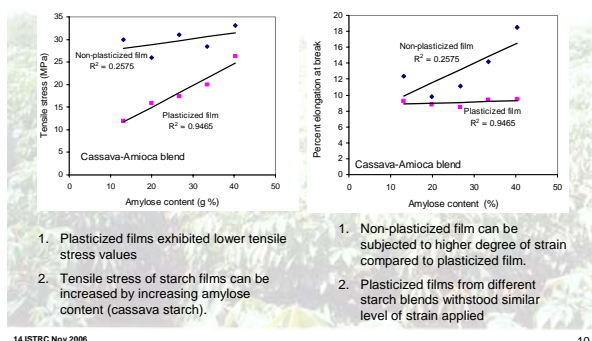 35
30
25
20
15
10
5
0
Tensile stress (MPa)
Non-plasticized film
R² = 0.2575
Plasticized film
R² = 0.9465
Cassava-Amioca blend
0 10 20 30 40 50
Amylose content (g %)
20
18
16
14
12
10
8
6
4
2
0
Percent elongation at break
Non-plasticized film
R² = 0.2575
Plasticized film
R² = 0.9465
Cassava-Amioca blend
0 10 20 30 40 50
Amylose content (%)
1. Plasticized films exhibited lower tensile
stress values
2. Tensile stress of starch films can be
increased by increasing amylose
content (cassava starch).
1. Non-plasticized film can be
subjected to higher degree of strain
compared to plasticized film.
2. Plasticized films from different
starch blends withstood similar
level of strain applied
14 ISTRC Nov 2006
10